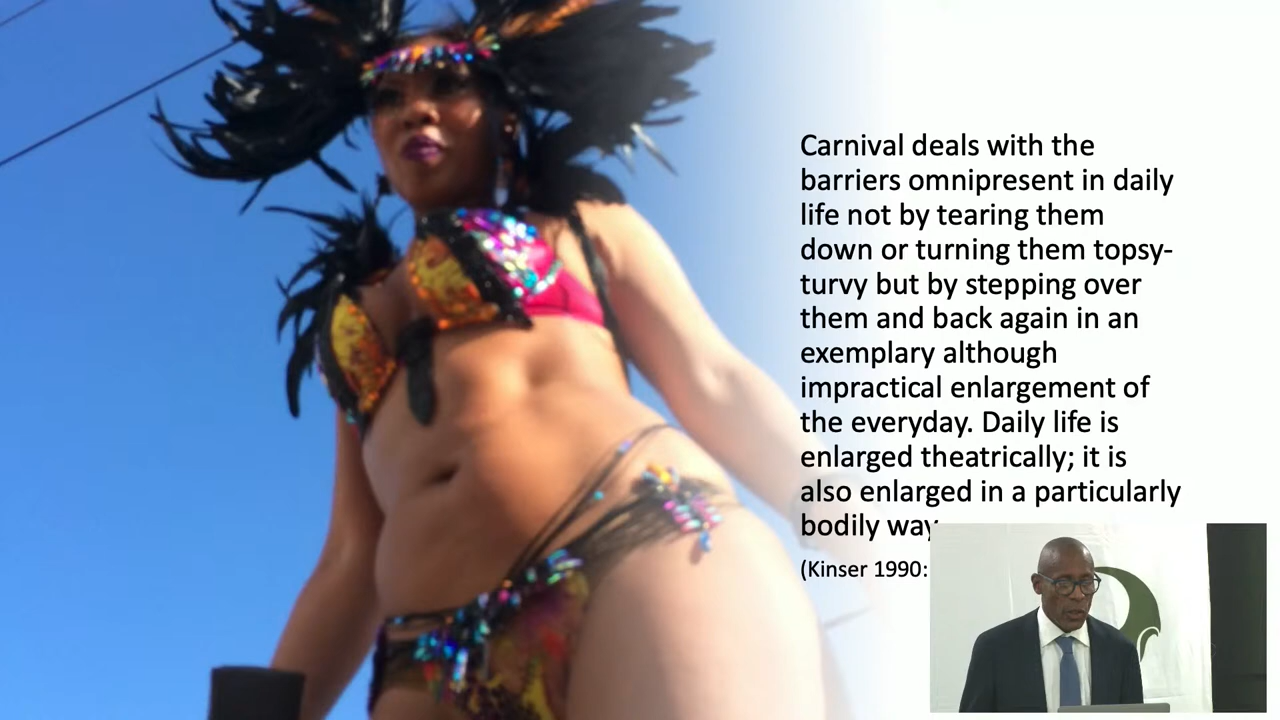 Carnival deals with the
barriers omnipresent in daily
life not by tearing them
down or turning them topsy-
turvy but by stepping over
them and back again in an
exemplary although
impractical enlargement of
the everyday. Daily life is
enlarged theatrically; it is
also enlarged in a particularly
bodily way
(Kinser 1990: